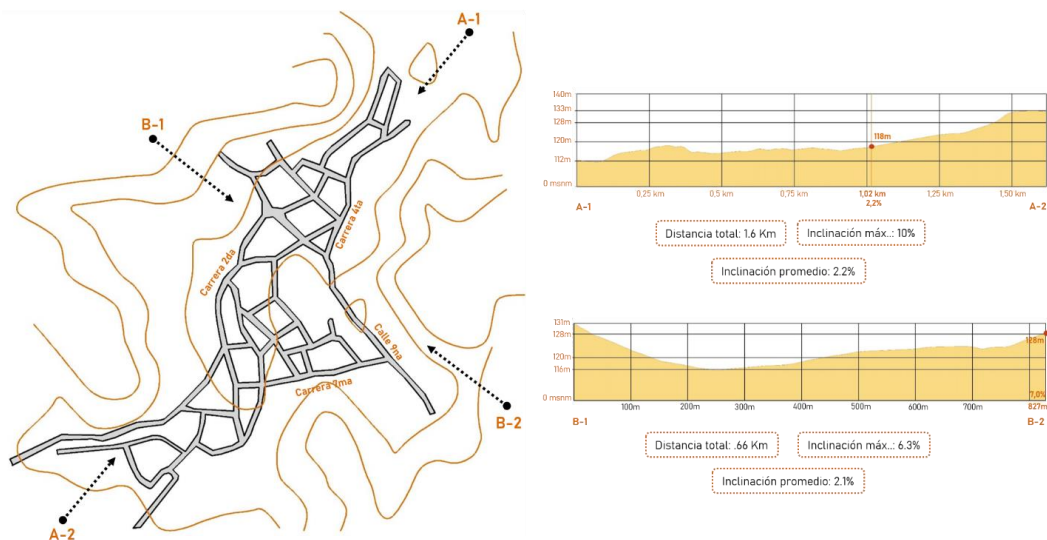 A-1
B-1
Carrera 4ta
Carrera 2da
Calle 9na
Carrera 7ma
B-2
A-2
140m
133m
128m
120m
112m
0 msnm
118m
0,25 km
0,5 km
0,75 km
1,02 km
1,25 km
1,50 km
2,2%
A-1
A-2
Distancia total: 1.6 Km
Inclinación máx..: 10%
Inclinación promedio: 2.2%
131m
128m
120m
116m
0 msnm
128m
7,0%
100m
200m
300m
400m
500m
600m
700m
827m
B-1
B-2
Distancia total: .66 Km
Inclinación máx..: 6.3%
Inclinación promedio: 2.1%